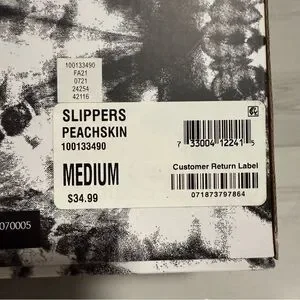 100133490
FA21
0721
24254
42116
SLIPPERS
PEACHSKIN
100133490
MEDIUM
$34.99
7 33004 12241 5
Customer Return Label
071873797864
070005